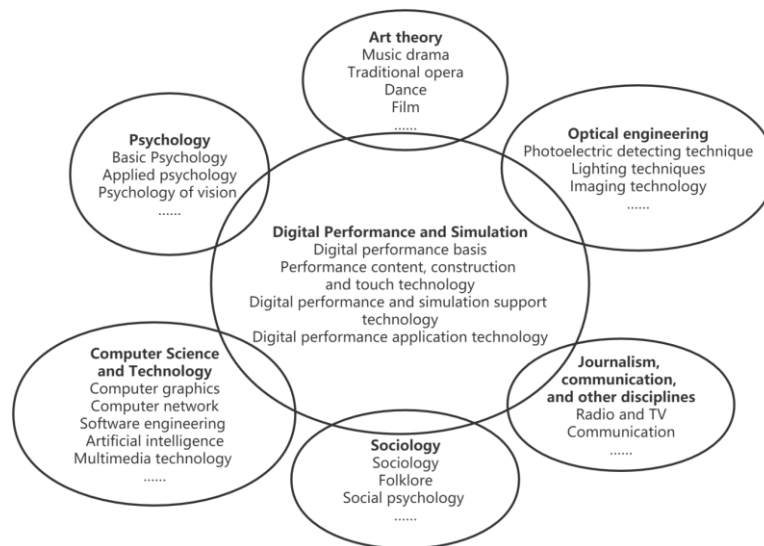 Art theory
Music drama
Traditional opera
Dance
Film
......
Psychology
Basic Psychology
Applied psychology
Psychology of vision
......
Optical engineering
Photoelectric detecting technique
Lighting techniques
Imaging technology
......
Digital Performance and Simulation
Digital performance basis
Performance content, construction
and touch technology
Digital performance and simulation support
technology
Digital performance application technology
Computer Science
and Technology
Computer graphics
Computer network
Software engineering
Artificial intelligence
Multimedia technology
......
Sociology
Sociology
Folklore
Social psychology
......
Journalism,
communication,
and other disciplines
Radio and TV
Communication
......